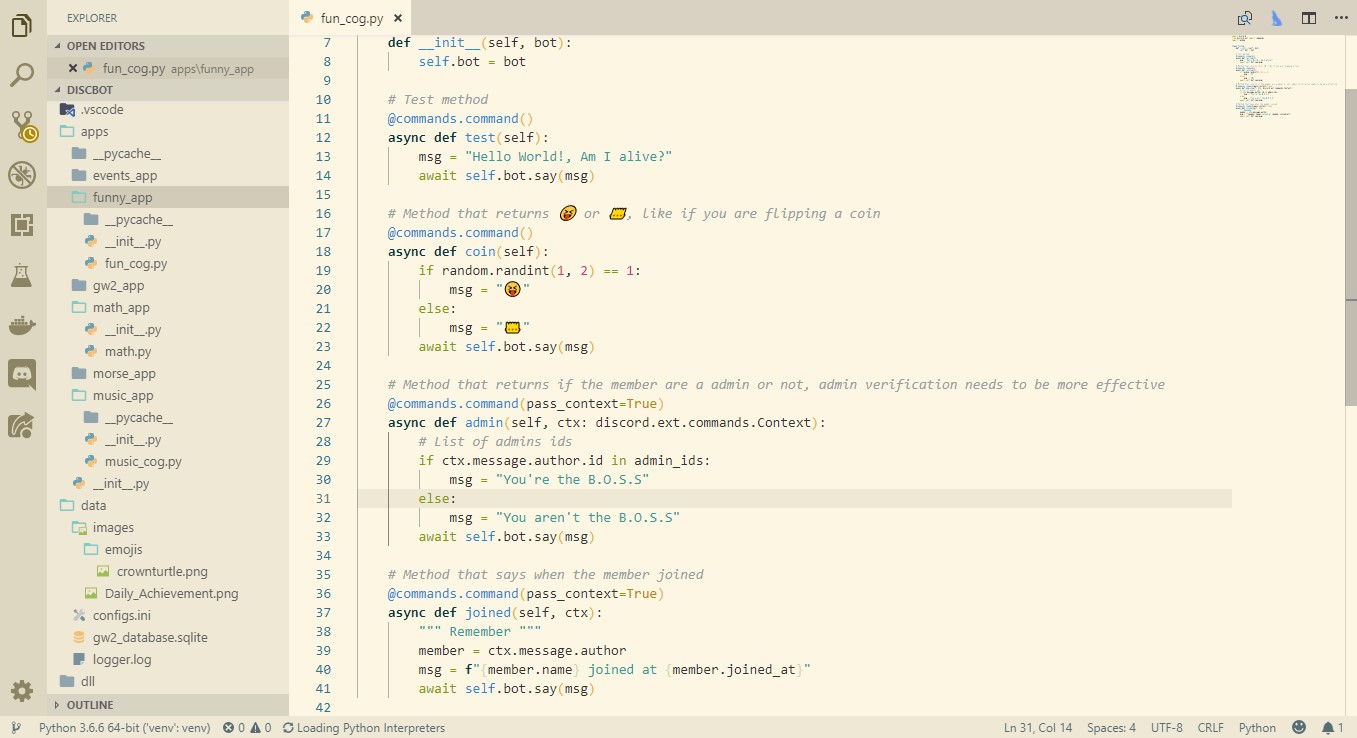 EXPLORER
OPEN EDITORS
fun_cog.py apps\funny_app
DISCBOT
.vscode
apps
__pycache__
events_app
funny_app
__pycache__
__init__.py
fun_cog.py
gw2_app
math_app
__init__.py
math.py
morse_app
music_app
__pycache__
__init__.py
music_cog.py
__init__.py
data
images
emojis
crownturtle.png
Daily_Achievement.png
configs.ini
gw2_database.sqlite
logger.log
dll
OUTLINE
fun_cog.py
7 def __init__(self, bot):
8 self.bot = bot
9
10 # Test method
11 @commands.command()
12 async def test(self):
13 msg = "Hello World!, Am I alive?"
14 await self.bot.say(msg)
15
16 # Method that returns or , like if you are flipping a coin
17 @commands.command()
18 async def coin(self):
19 if random.randint(1, 2) == 1:
20 msg = ""
21 else:
22 msg = ""
23 await self.bot.say(msg)
24
25 # Method that returns if the member are a admin or not, admin verification needs to be more effective
26 @commands.command(pass_context=True)
27 async def admin(self, ctx: discord.ext.commands.Context):
28 # List of admins ids
29 if ctx.message.author.id in admin_ids:
30 msg = "You're the B.O.S.S"
31 else:
32 msg = "You aren't the B.O.S.S"
33 await self.bot.say(msg)
34
35 # Method that says when the member joined
36 @commands.command(pass_context=True)
37 async def joined(self, ctx):
38 """ Remember """
39 member = ctx.message.author
40 msg = f"{member.name} joined at {member.joined_at}"
41 await self.bot.say(msg)
42
Python 3.6.6 64-bit ('venv': venv) 0 0 Loading Python Interpreters Ln 31, Col 14 Spaces: 4 UTF-8 CRLF Python 1